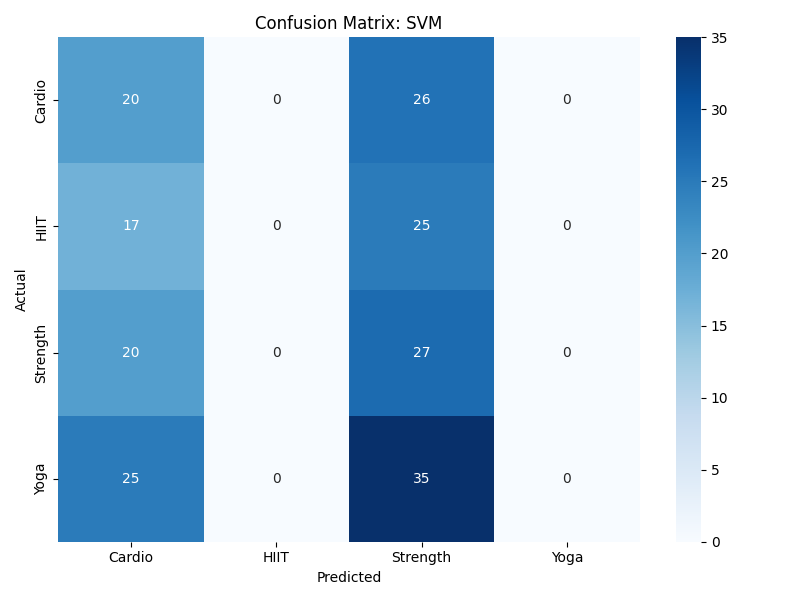 Confusion Matrix: SVM
Actual
Cardio
20 0 26 0
HIIT
17 0 25 0
Strength
20 0 27 0
Yoga
25 0 35 0
Cardio HIIT Strength Yoga
Predicted
35
30
25
20
15
10
5
0